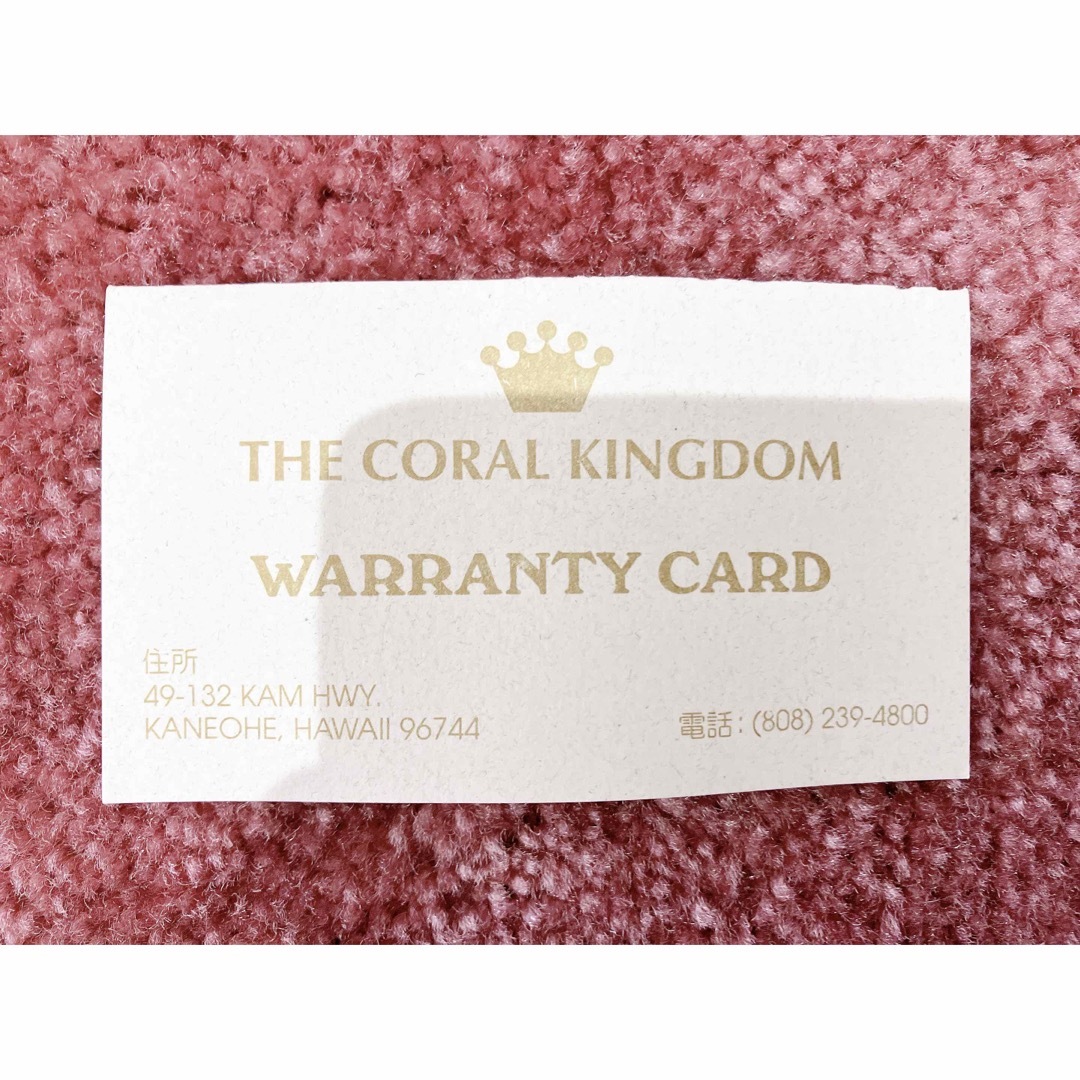 THE CORAL KINGDOM
WARRANTY CARD
住所
49-132 KAM HWY.
KANEOHE, HAWAII 96744
電話 : (808) 239-4800